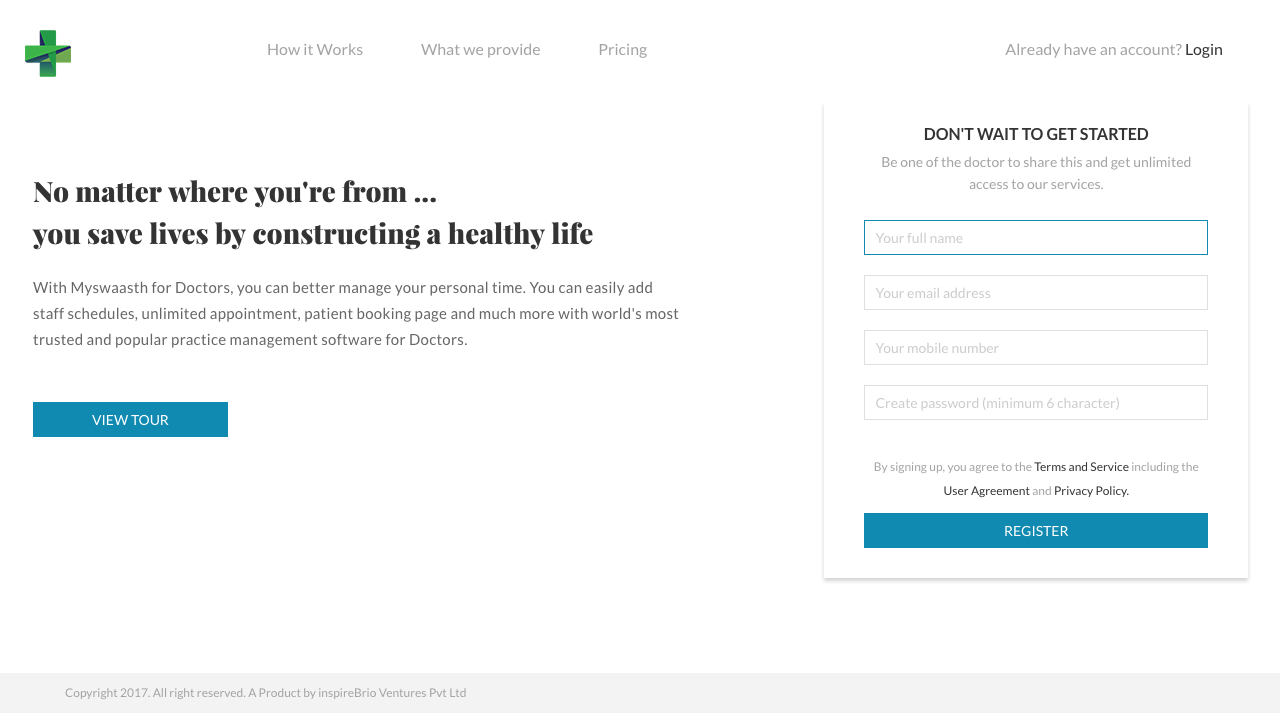 How it Works
What we provide
Pricing
Already have an account? Login
No matter where you're from ...
you save lives by constructing a healthy life
With Myswaasth for Doctors, you can better manage your personal time. You can easily add
staff schedules, unlimited appointment, patient booking page and much more with world's most
trusted and popular practice management software for Doctors.
VIEW TOUR
DON'T WAIT TO GET STARTED
Be one of the doctor to share this and get unlimited
access to our services.
Your full name
Your email address
Your mobile number
Create password (minimum 6 character)
By signing up, you agree to the Terms and Service including the
User Agreement and Privacy Policy.
REGISTER
Copyright 2017. All right reserved. A Product by inspireBrio Ventures Pvt Ltd